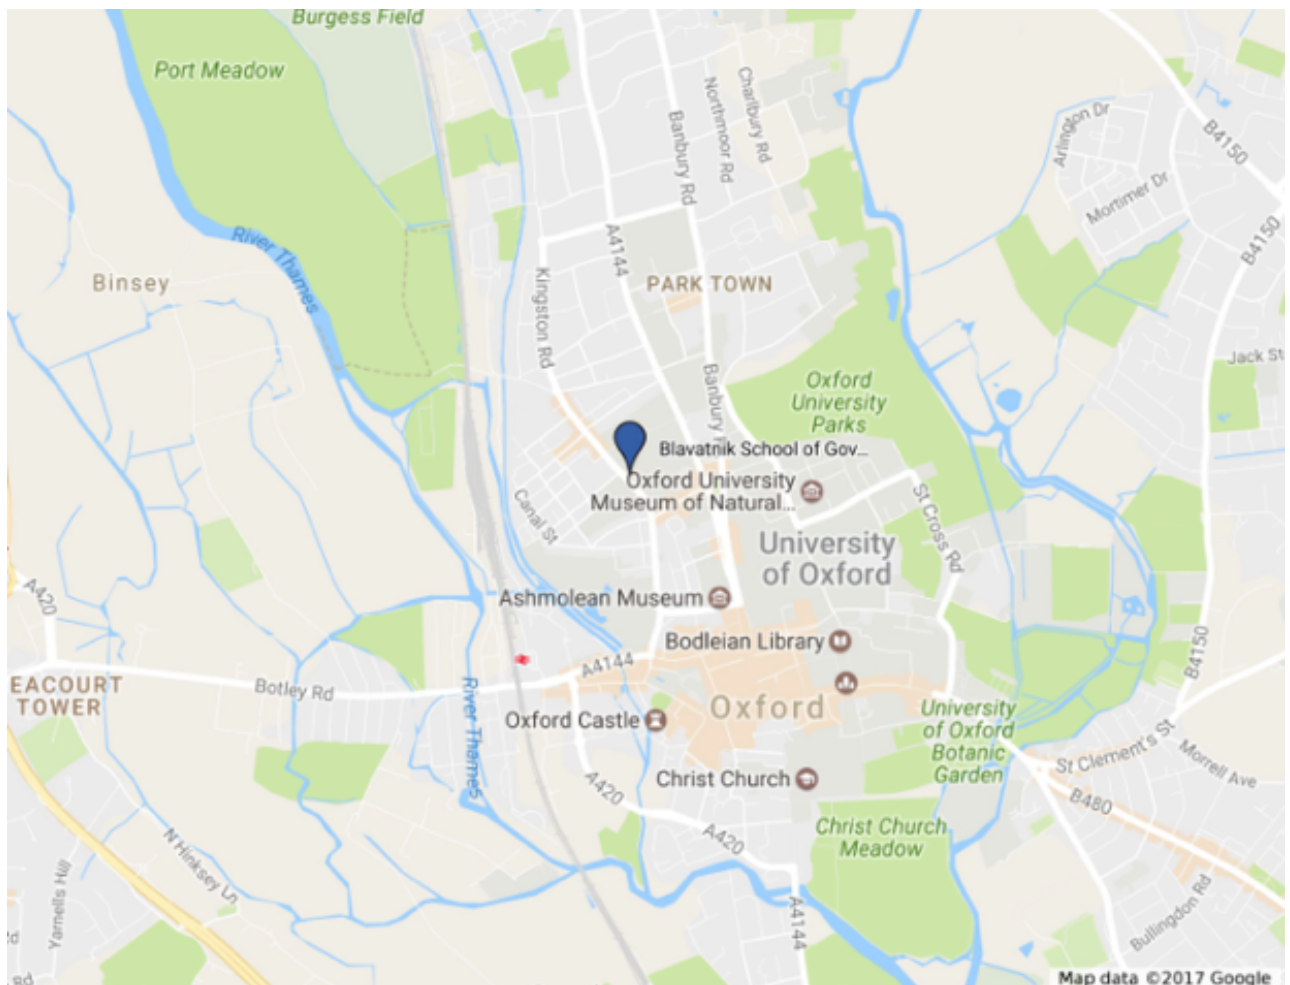 Burgess Field
Port Meadow
Charlbury Rd
Northmoor Rd
Banbury Rd
Arlington Dr
B4150
Mortimer Dr
River Thames
A4144
B4150
Binsey
PARK TOWN
Kingston Rd
Jack St
Oxford
University
Parks
Banbury
Blavatnik School of Gov...
Oxford University
Museum of Natural...
Canal St
St Cross Rd
University
of Oxford
A420
Ashmolean Museum
Bodleian Library
A4144
B4150
EACOURT
TOWER
Botley Rd
River Thames
Oxford Castle
Oxford
University
of Oxford
Botanic
Garden
St Clement's St
Morrell Ave
Christ Church
A420
B480
Christ Church
Meadow
A420
N Hinksey Ln
Yarnells Hill
A4144
Bullingdon Rd
Rd
Map data ©2017 Google